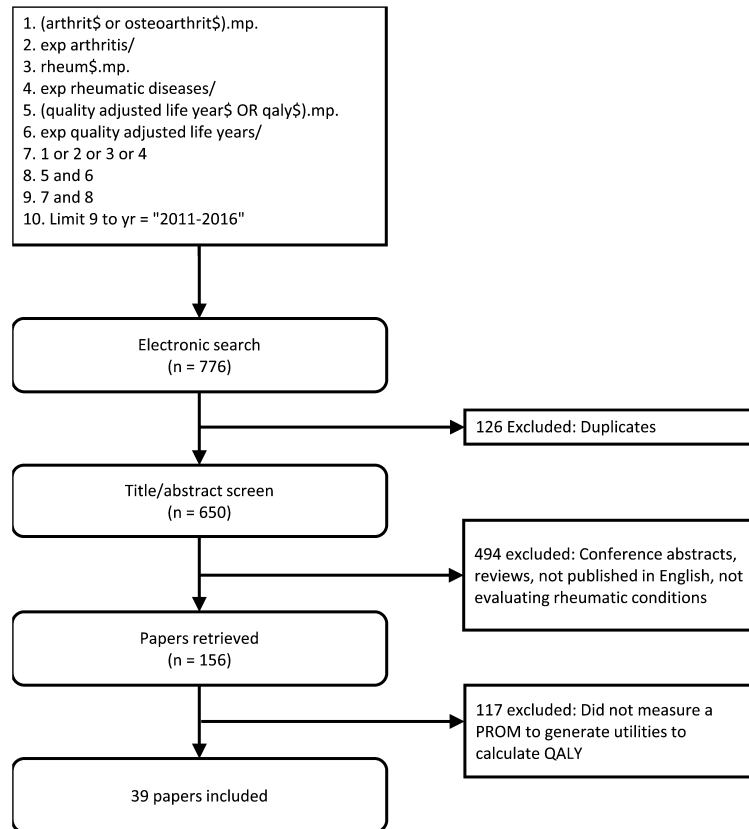 1. (arthrit$ or osteoarthrit$).mp.
2. exp arthritis/
3. rheum$.mp.
4. exp rheumatic diseases/
5. (quality adjusted life year$ OR qaly$).mp.
6. exp quality adjusted life years/
7. 1 or 2 or 3 or 4
8. 5 and 6
9. 7 and 8
10. Limit 9 to yr = "2011-2016"
Electronic search
(n = 776)
126 Excluded: Duplicates
Title/abstract screen
(n = 650)
494 excluded: Conference abstracts,
reviews, not published in English, not
evaluating rheumatic conditions
Papers retrieved
(n = 156)
117 excluded: Did not measure a
PROM to generate utilities to
calculate QALY
39 papers included